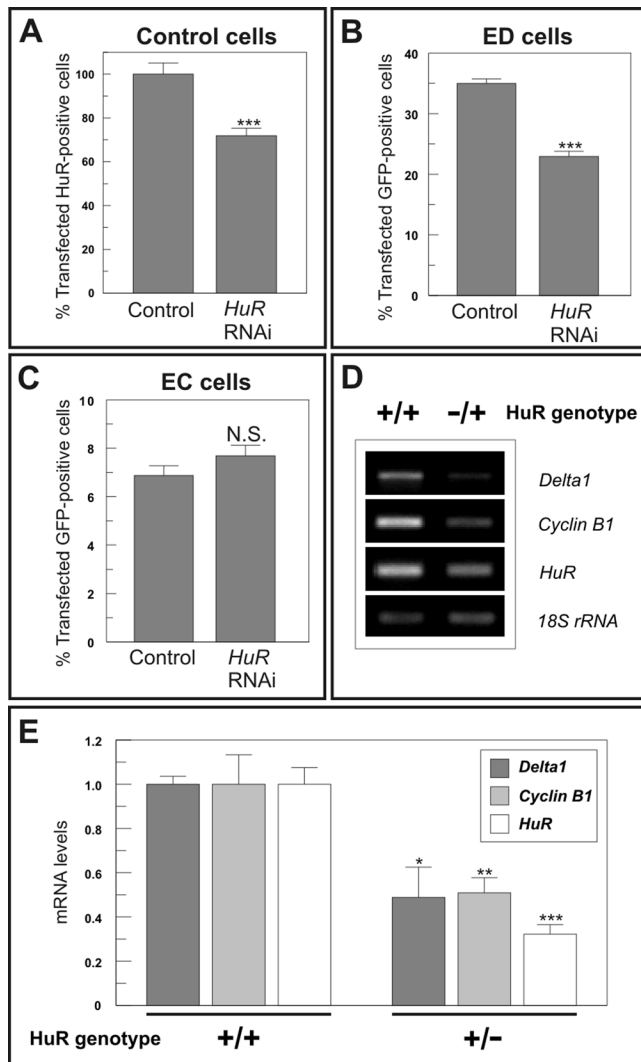 A
Control cells
% Transfected HuR-positive cells
100
80
60
40
20
0
***
Control
HuR
RNAi
B
ED cells
% Transfected GFP-positive cells
40
35
30
20
10
0
***
Control
HuR
RNAi
C
EC cells
% Transfected GFP-positive cells
10
8
6
4
2
0
N.S.
Control
HuR
RNAi
D
+/+ −/+ HuR genotype
Delta1
Cyclin B1
HuR
18S rRNA
E
mRNA levels
1.2
1.0
0.8
0.6
0.4
0.2
0
Delta1
Cyclin B1
HuR
* ** ***
HuR genotype +/+ +/−